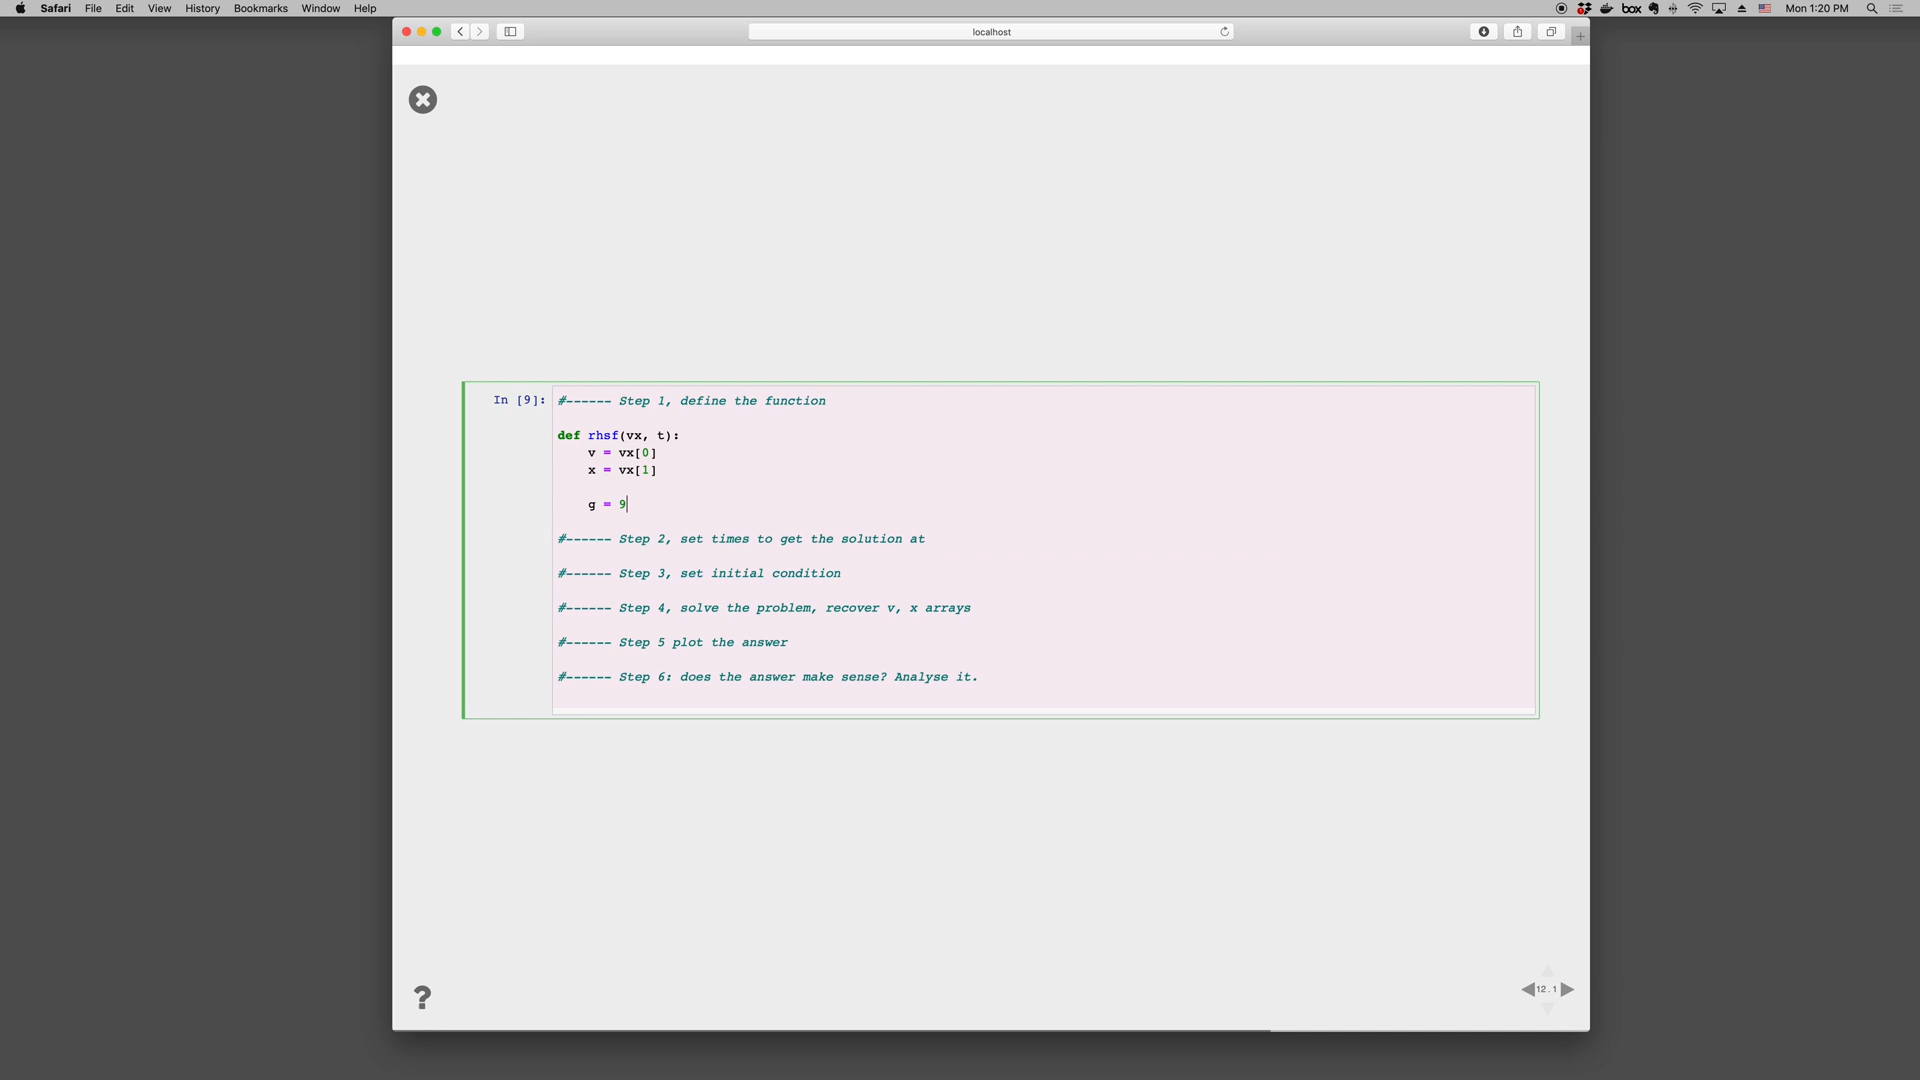 Safari File Edit View History Bookmarks Window Help
box Mon 1:20 PM
localhost
In [9]: #------ Step 1, define the function
def rhsf(vx, t):
    v = vx[0]
    x = vx[1]
    g = 9
#------ Step 2, set times to get the solution at
#------ Step 3, set initial condition
#------ Step 4, solve the problem, recover v, x arrays
#------ Step 5 plot the answer
#------ Step 6: does the answer make sense? Analyse it.
?
12.1